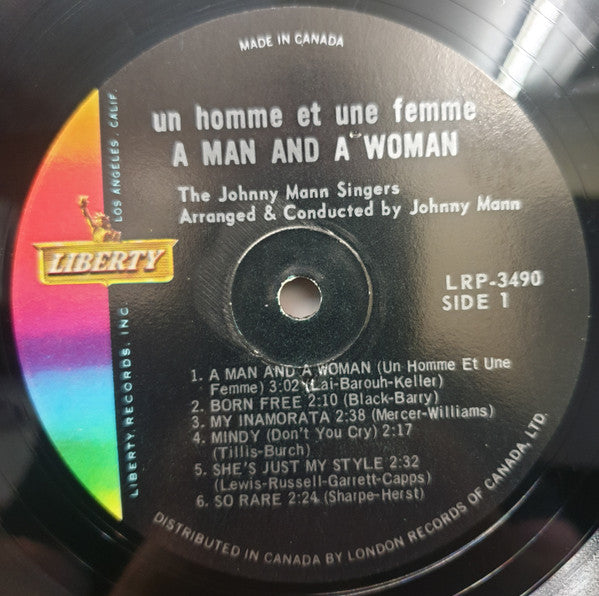 MADE IN CANADA
un homme et une femme
A MAN AND A WOMAN
The Johnny Mann Singers
Arranged & Conducted by Johnny Mann
LOS ANGELES, CALIF.
LIBERTY
LIBERTY RECORDS, INC.
LRP-3490
SIDE 1
1. A MAN AND A WOMAN (Un Homme Et Une
Femme) 3:02 (Lai-Barouh-Keller)
2. BORN FREE 2:10 (Black-Barry)
3. MY INAMORATA 2:38 (Mercer-Williams)
4. MINDY (Don't You Cry) 2:17
(Tillis-Burch)
5. SHE'S JUST MY STYLE 2:32
(Lewis-Russell-Garrett-Capps)
6. SO RARE 2:24 (Sharpe-Herst)
DISTRIBUTED IN CANADA BY LONDON RECORDS OF CANADA, LTD.